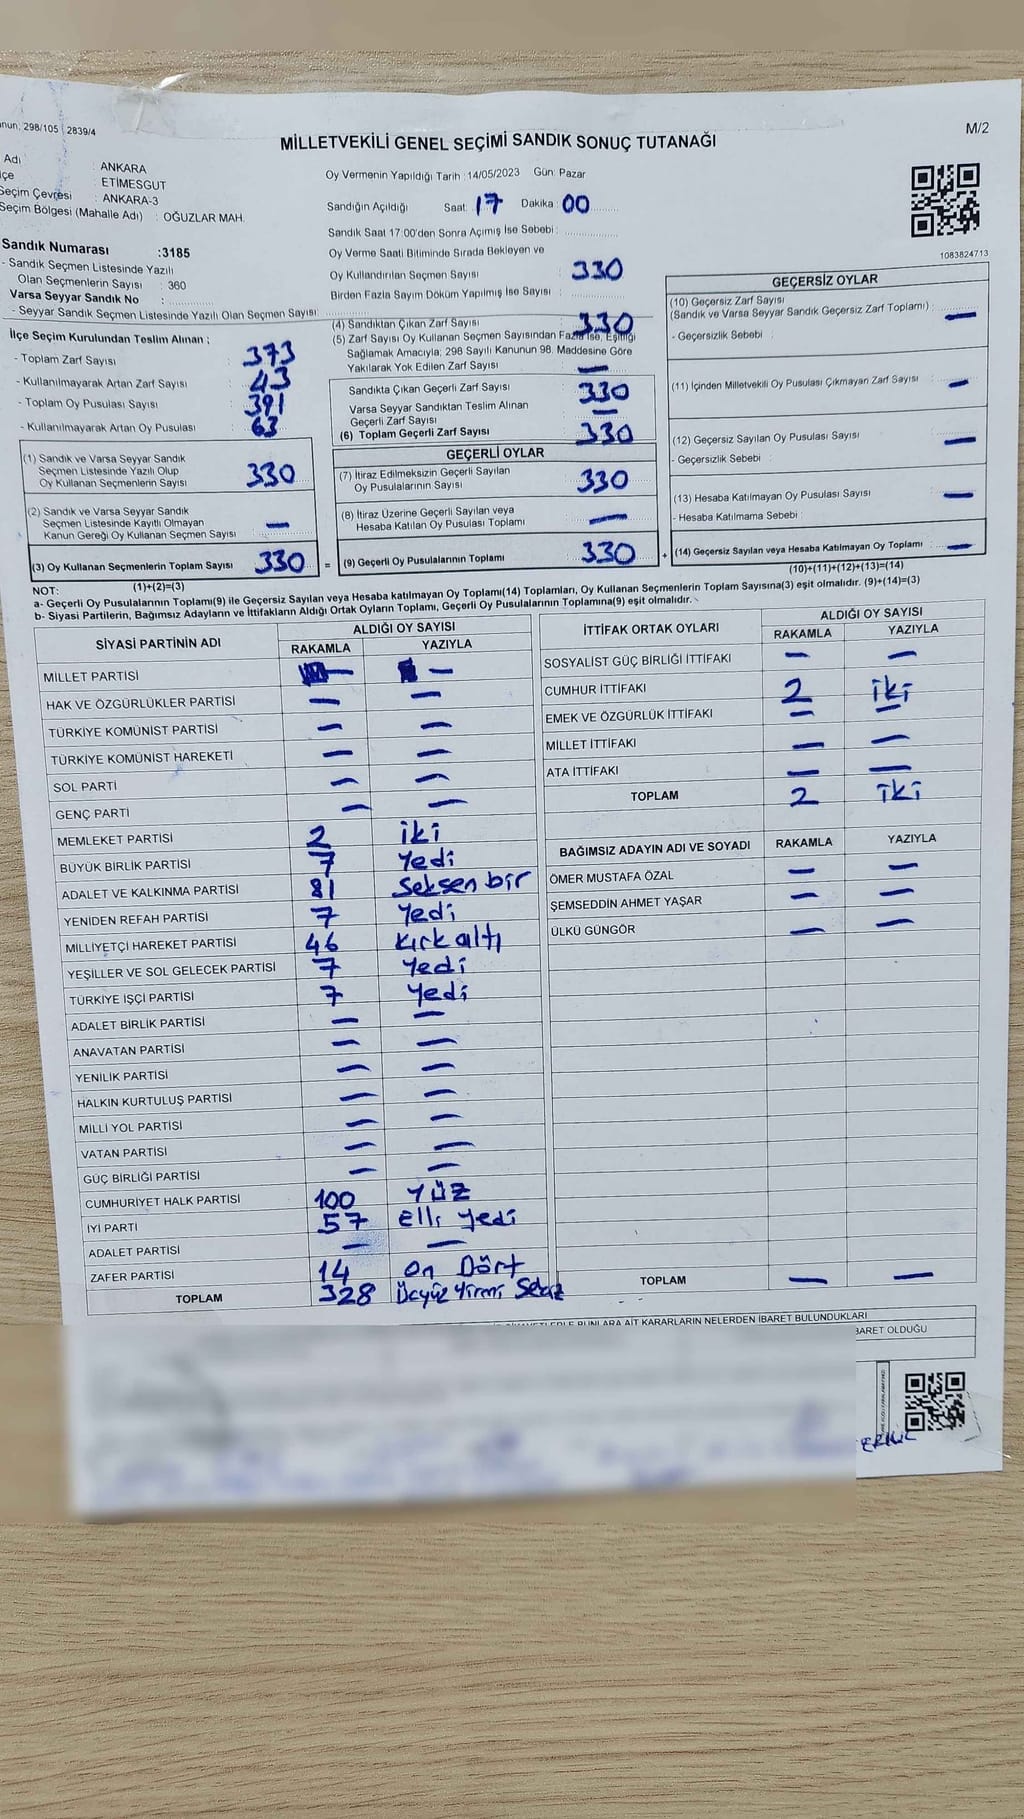 298/105 2839/4
M/2
MİLLETVEKİLİ GENEL SEÇİMİ SANDIK SONUÇ TUTANAĞI
Adı : ANKARA
: ETİMESGUT
Seçim Çevresi : ANKARA-3
Seçim Bölgesi (Mahalle Adı) : OĞUZLAR MAH.
Oy Vermenin Yapıldığı Tarih : 14/05/2023 Gün: Pazar
Sandığın Açıldığı Saat: 17 Dakika : 00
Sandık Saat 17:00'den Sonra Açımış İse Sebebi :
Oy Verme Saati Bitiminde Sırada Bekleyen ve
Oy Kullandırılan Seçmen Sayısı : 330
Birden Fazla Sayım Döküm Yapılmış İse Sayısı :
Sandık Numarası :3185
- Sandık Seçmen Listesinde Yazılı
Olan Seçmenlerin Sayısı : 360
Varsa Seyyar Sandık No :
- Seyyar Sandık Seçmen Listesinde Yazılı Olan Seçmen Sayısı:
İlçe Seçim Kurulundan Teslim Alınan ;
- Toplam Zarf Sayısı : 373
- Kullanılmayarak Artan Zarf Sayısı : 43
- Toplam Oy Pusulası Sayısı : 391
- Kullanılmayarak Artan Oy Pusulası : 63
(1) Sandık ve Varsa Seyyar Sandık
Seçmen Listesinde Yazılı Olup
Oy Kullanan Seçmenlerin Sayısı : 330
(2) Sandık ve Varsa Seyyar Sandık
Seçmen Listesinde Kayıtlı Olmayan
Kanun Gereği Oy Kullanan Seçmen Sayısı : —
(3) Oy Kullanan Seçmenlerin Toplam Sayısı : 330 =
(1)+(2)=(3)
(4) Sandıktan Çıkan Zarf Sayısı : 330
(5) Zarf Sayısı Oy Kullanan Seçmen Sayısından Fazla İse, Eşitliği
Sağlamak Amacıyla; 298 Sayılı Kanunun 98. Maddesine Göre
Yakılarak Yok Edilen Zarf Sayısı : —
Sandıkta Çıkan Geçerli Zarf Sayısı : 330
Varsa Seyyar Sandıktan Teslim Alınan
Geçerli Zarf Sayısı : —
(6) Toplam Geçerli Zarf Sayısı : 330
GEÇERLİ OYLAR
(7) İtiraz Edilmeksizin Geçerli Sayılan
Oy Pusulalarının Sayısı : 330
(8) İtiraz Üzerine Geçerli Sayılan veya
Hesaba Katılan Oy Pusulası Toplamı : —
(9) Geçerli Oy Pusulalarının Toplamı : 330 +
1083824713
GEÇERSİZ OYLAR
(10) Geçersiz Zarf Sayısı
(Sandık ve Varsa Seyyar Sandık Geçersiz Zarf Toplamı) : —
- Geçersizlik Sebebi :
(11) İçinden Milletvekili Oy Pusulası Çıkmayan Zarf Sayısı : —
(12) Geçersiz Sayılan Oy Pusulası Sayısı : —
- Geçersizlik Sebebi :
(13) Hesaba Katılmayan Oy Pusulası Sayısı : —
- Hesaba Katılmama Sebebi :
(14) Geçersiz Sayılan veya Hesaba Katılmayan Oy Toplamı : —
(10)+(11)+(12)+(13)=(14)
NOT:
a- Geçerli Oy Pusulalarının Toplamı(9) ile Geçersiz Sayılan veya Hesaba katılmayan Oy Toplamı(14) Toplamları, Oy Kullanan Seçmenlerin Toplam Sayısına(3) eşit olmalıdır. (9)+(14)=(3)
b- Siyasi Partilerin, Bağımsız Adayların ve İttifakların Aldığı Ortak Oyların Toplamı, Geçerli Oy Pusulalarının Toplamına(9) eşit olmalıdır.
SİYASİ PARTİNİN ADI ALDIĞI OY SAYISI
RAKAMLA YAZIYLA
MİLLET PARTİSİ — —
HAK VE ÖZGÜRLÜKLER PARTİSİ — —
TÜRKİYE KOMÜNİST PARTİSİ — —
TÜRKİYE KOMÜNİST HAREKETİ — —
SOL PARTİ — —
GENÇ PARTİ — —
MEMLEKET PARTİSİ 2 iki
BÜYÜK BİRLİK PARTİSİ 7 Yedi
ADALET VE KALKINMA PARTİSİ 81 Seksen bir
YENİDEN REFAH PARTİSİ 7 Yedi
MİLLİYETÇİ HAREKET PARTİSİ 46 Kırk altı
YEŞİLLER VE SOL GELECEK PARTİSİ 7 Yedi
TÜRKİYE İŞÇİ PARTİSİ 7 Yedi
ADALET BİRLİK PARTİSİ — —
ANAVATAN PARTİSİ — —
YENİLİK PARTİSİ — —
HALKIN KURTULUŞ PARTİSİ — —
MİLLİ YOL PARTİSİ — —
VATAN PARTİSİ — —
GÜÇ BİRLİĞİ PARTİSİ — —
CUMHURİYET HALK PARTİSİ 100 YÜZ
İYİ PARTİ 57 Elli yedi
ADALET PARTİSİ — —
ZAFER PARTİSİ 14 On Dört
TOPLAM 328 Üçyüz Yirmi Sekiz
İTTİFAK ORTAK OYLARI ALDIĞI OY SAYISI
RAKAMLA YAZIYLA
SOSYALİST GÜÇ BİRLİĞİ İTTİFAKI — —
CUMHUR İTTİFAKI 2 iki
EMEK VE ÖZGÜRLÜK İTTİFAKI — —
MİLLET İTTİFAKI — —
ATA İTTİFAKI — —
TOPLAM 2 iki
BAĞIMSIZ ADAYIN ADI VE SOYADI RAKAMLA YAZIYLA
ÖMER MUSTAFA ÖZAL — —
ŞEMSEDDİN AHMET YAŞAR — —
ÜLKÜ GÜNGÖR — —
TOPLAM — —
BUNLARA AİT KARARLARIN NELERDEN İBARET BULUNDUKLARI
İBARET OLDUĞU